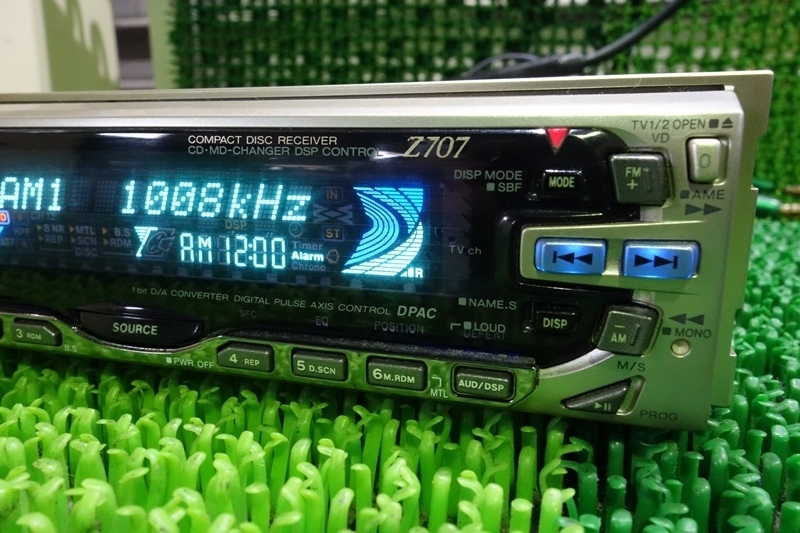 COMPACT DISC RECEIVER
CD·MD-CHANGER DSP CONTROL
Z707
TV1/2 OPEN
VD
DISP MODE
SBF
MODE
FM
+
AME
AM1
1008kHz
IN
ST
DSP
AM 12:00
Timer
Alarm
Chrono
B NR
MTL
B.S
REP
SCN
RDM
DISC
TV ch
1bit D/A CONVERTER DIGITAL PULSE AXIS CONTROL DPAC
NAME.S
LOUD
DEFEAT
DISP
AM
MONO
M/S
SFC
EQ
POSITION
SOURCE
3 RDM
B.S
PWR OFF
4 REP
5 D.SCN
6 M.RDM
MTL
AUD/DSP
PROG